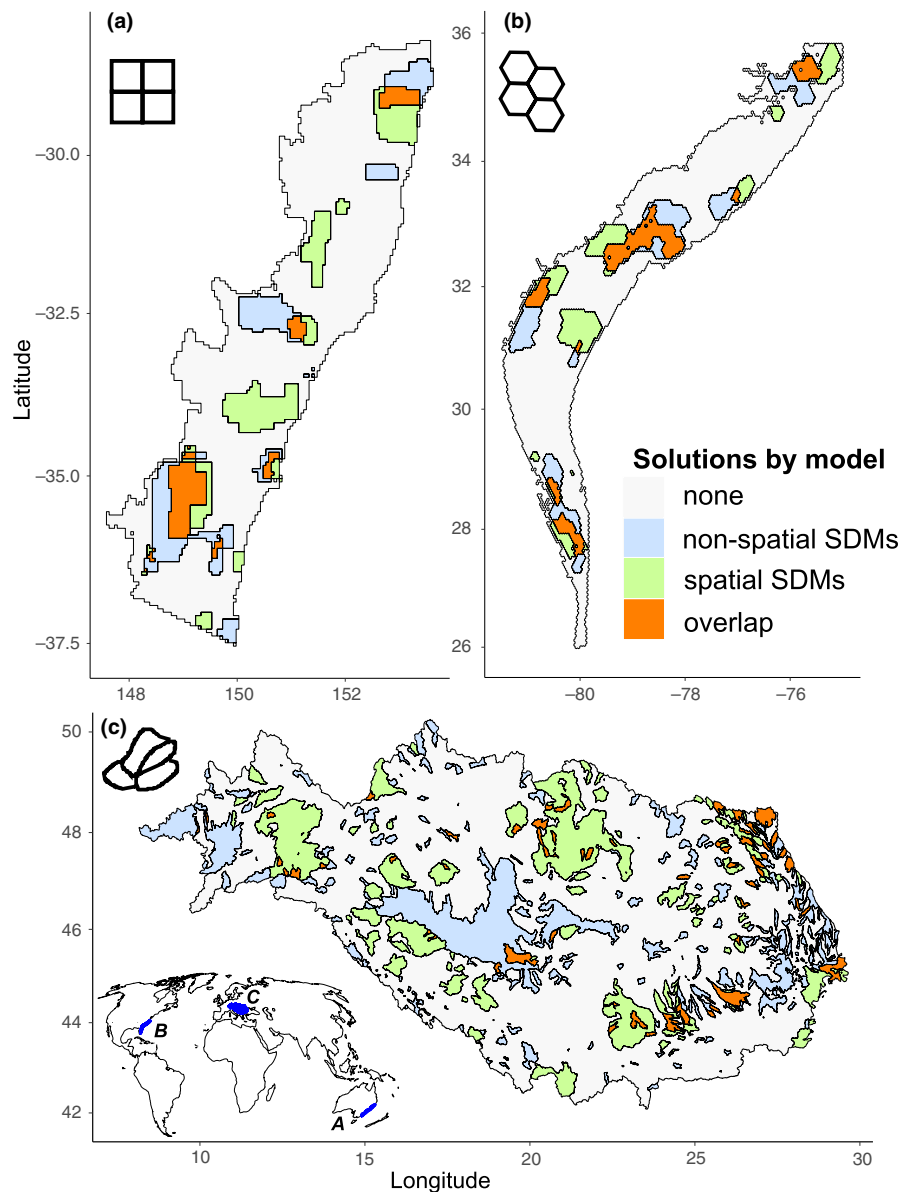 (a)
−30.0
−32.5
−35.0
−37.5
148
150
152
Latitude
(b)
36
34
32
30
28
26
−80
−78
−76
Solutions by model
none
non-spatial SDMs
spatial SDMs
overlap
(c)
50
48
46
44
42
10
15
20
25
30
Longitude
A
B
C